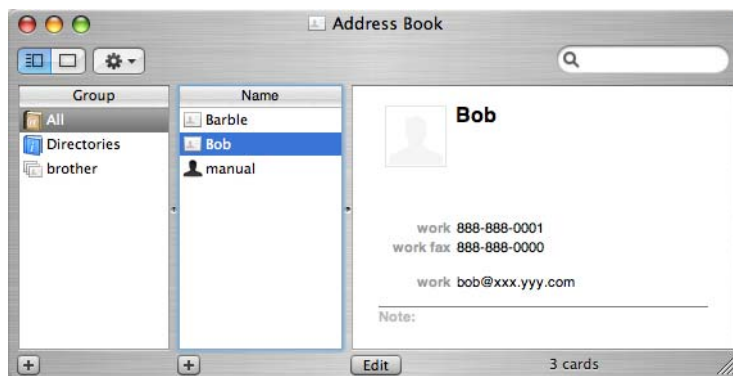 Address Book
Group
All
Directories
brother
Name
Barble
Bob
manual
Bob
work 888-888-0001
work fax 888-888-0000
work bob@xxx.yyy.com
Note:
Edit
3 cards